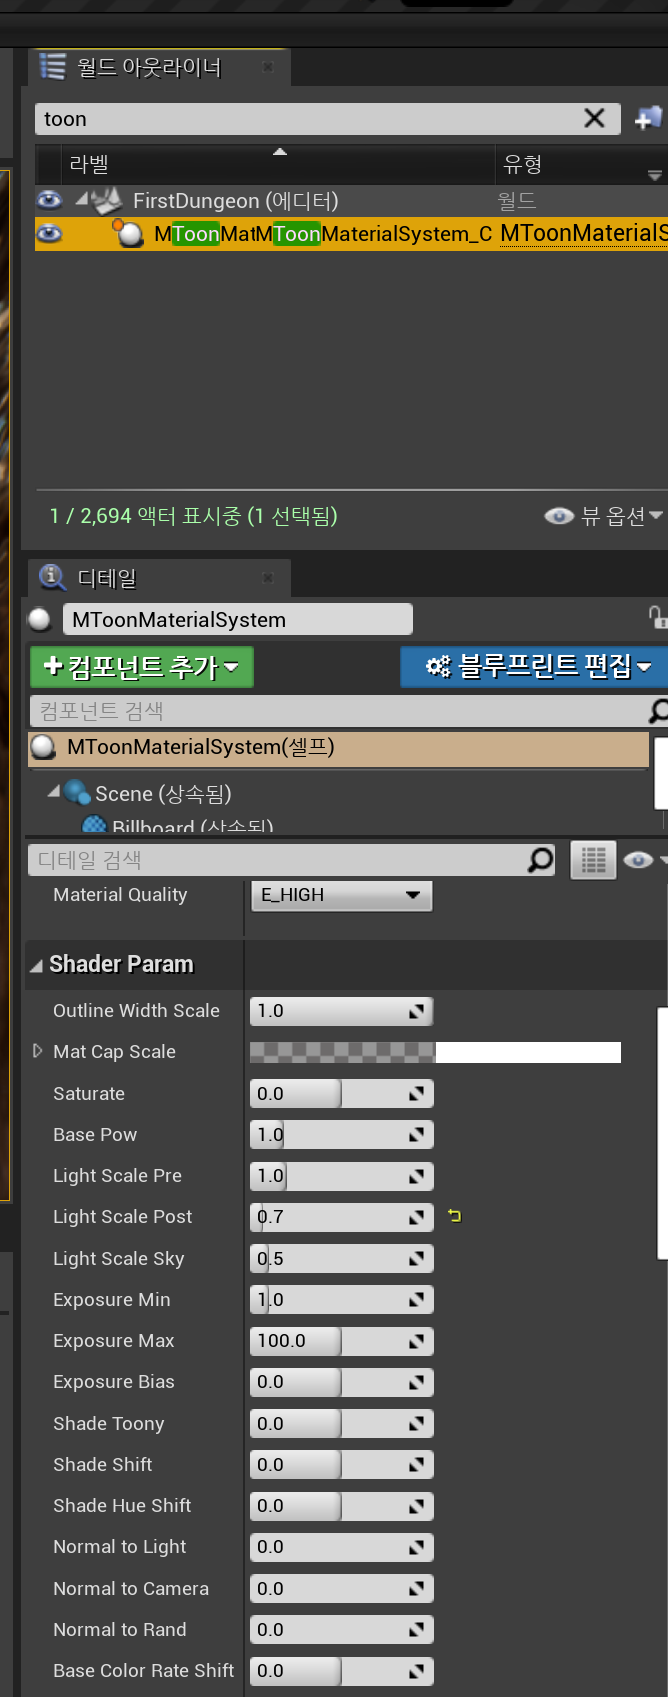 월드 아웃라이너
toon
라벨 유형
FirstDungeon (에디터) 월드
MToonMatMToonMaterialSystem_C MToonMaterialS
1 / 2,694 액터 표시중 (1 선택됨) 뷰 옵션
디테일
MToonMaterialSystem
컴포넌트 추가 블루프린트 편집
컴포넌트 검색
MToonMaterialSystem(셀프)
Scene (상속됨)
Billboard (상속됨)
디테일 검색
Material Quality E_HIGH
Shader Param
Outline Width Scale 1.0
Mat Cap Scale
Saturate 0.0
Base Pow 1.0
Light Scale Pre 1.0
Light Scale Post 0.7
Light Scale Sky 0.5
Exposure Min 1.0
Exposure Max 100.0
Exposure Bias 0.0
Shade Toony 0.0
Shade Shift 0.0
Shade Hue Shift 0.0
Normal to Light 0.0
Normal to Camera 0.0
Normal to Rand 0.0
Base Color Rate Shift 0.0